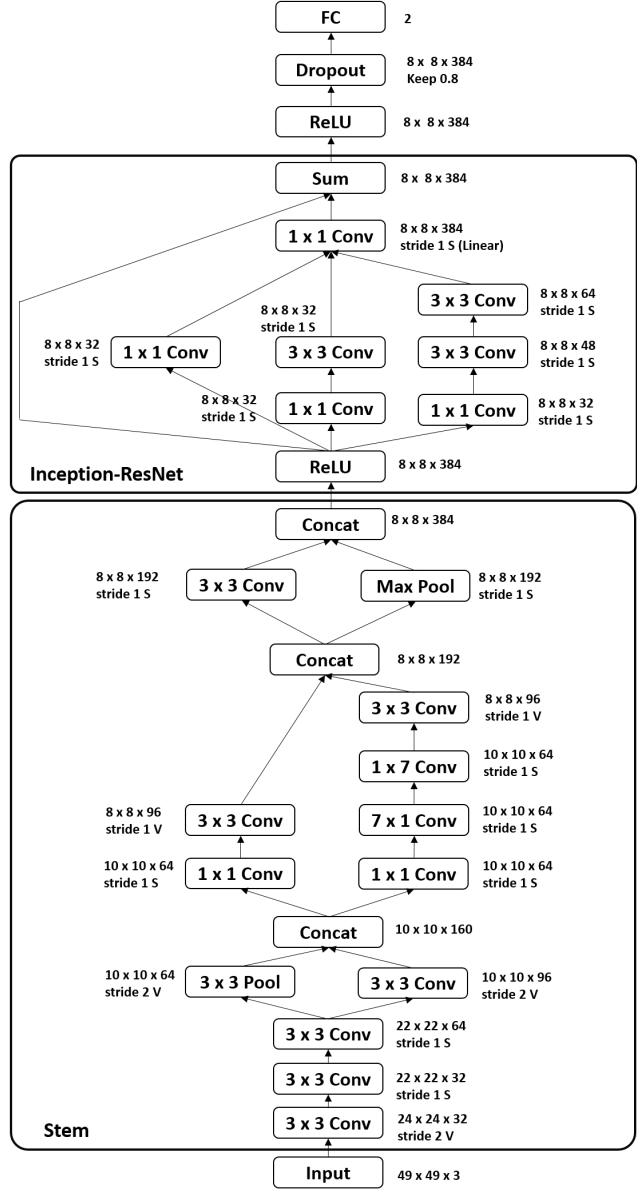 FC
2
Dropout
8 x 8 x 384
Keep 0.8
ReLU
8 x 8 x 384
Sum
8 x 8 x 384
1 x 1 Conv
8 x 8 x 384
stride 1 S (Linear)
3 x 3 Conv
8 x 8 x 64
stride 1 S
8 x 8 x 32
stride 1 S
8 x 8 x 32
stride 1 S
1 x 1 Conv
3 x 3 Conv
3 x 3 Conv
8 x 8 x 48
stride 1 S
8 x 8 x 32
stride 1 S
1 x 1 Conv
1 x 1 Conv
8 x 8 x 32
stride 1 S
Inception-ResNet
ReLU
8 x 8 x 384
Concat
8 x 8 x 384
8 x 8 x 192
stride 1 S
3 x 3 Conv
Max Pool
8 x 8 x 192
stride 1 S
Concat
8 x 8 x 192
3 x 3 Conv
8 x 8 x 96
stride 1 V
1 x 7 Conv
10 x 10 x 64
stride 1 S
8 x 8 x 96
stride 1 V
3 x 3 Conv
7 x 1 Conv
10 x 10 x 64
stride 1 S
10 x 10 x 64
stride 1 S
1 x 1 Conv
1 x 1 Conv
10 x 10 x 64
stride 1 S
Concat
10 x 10 x 160
10 x 10 x 64
stride 2 V
3 x 3 Pool
3 x 3 Conv
10 x 10 x 96
stride 2 V
3 x 3 Conv
22 x 22 x 64
stride 1 S
3 x 3 Conv
22 x 22 x 32
stride 1 S
3 x 3 Conv
24 x 24 x 32
stride 2 V
Stem
Input
49 x 49 x 3